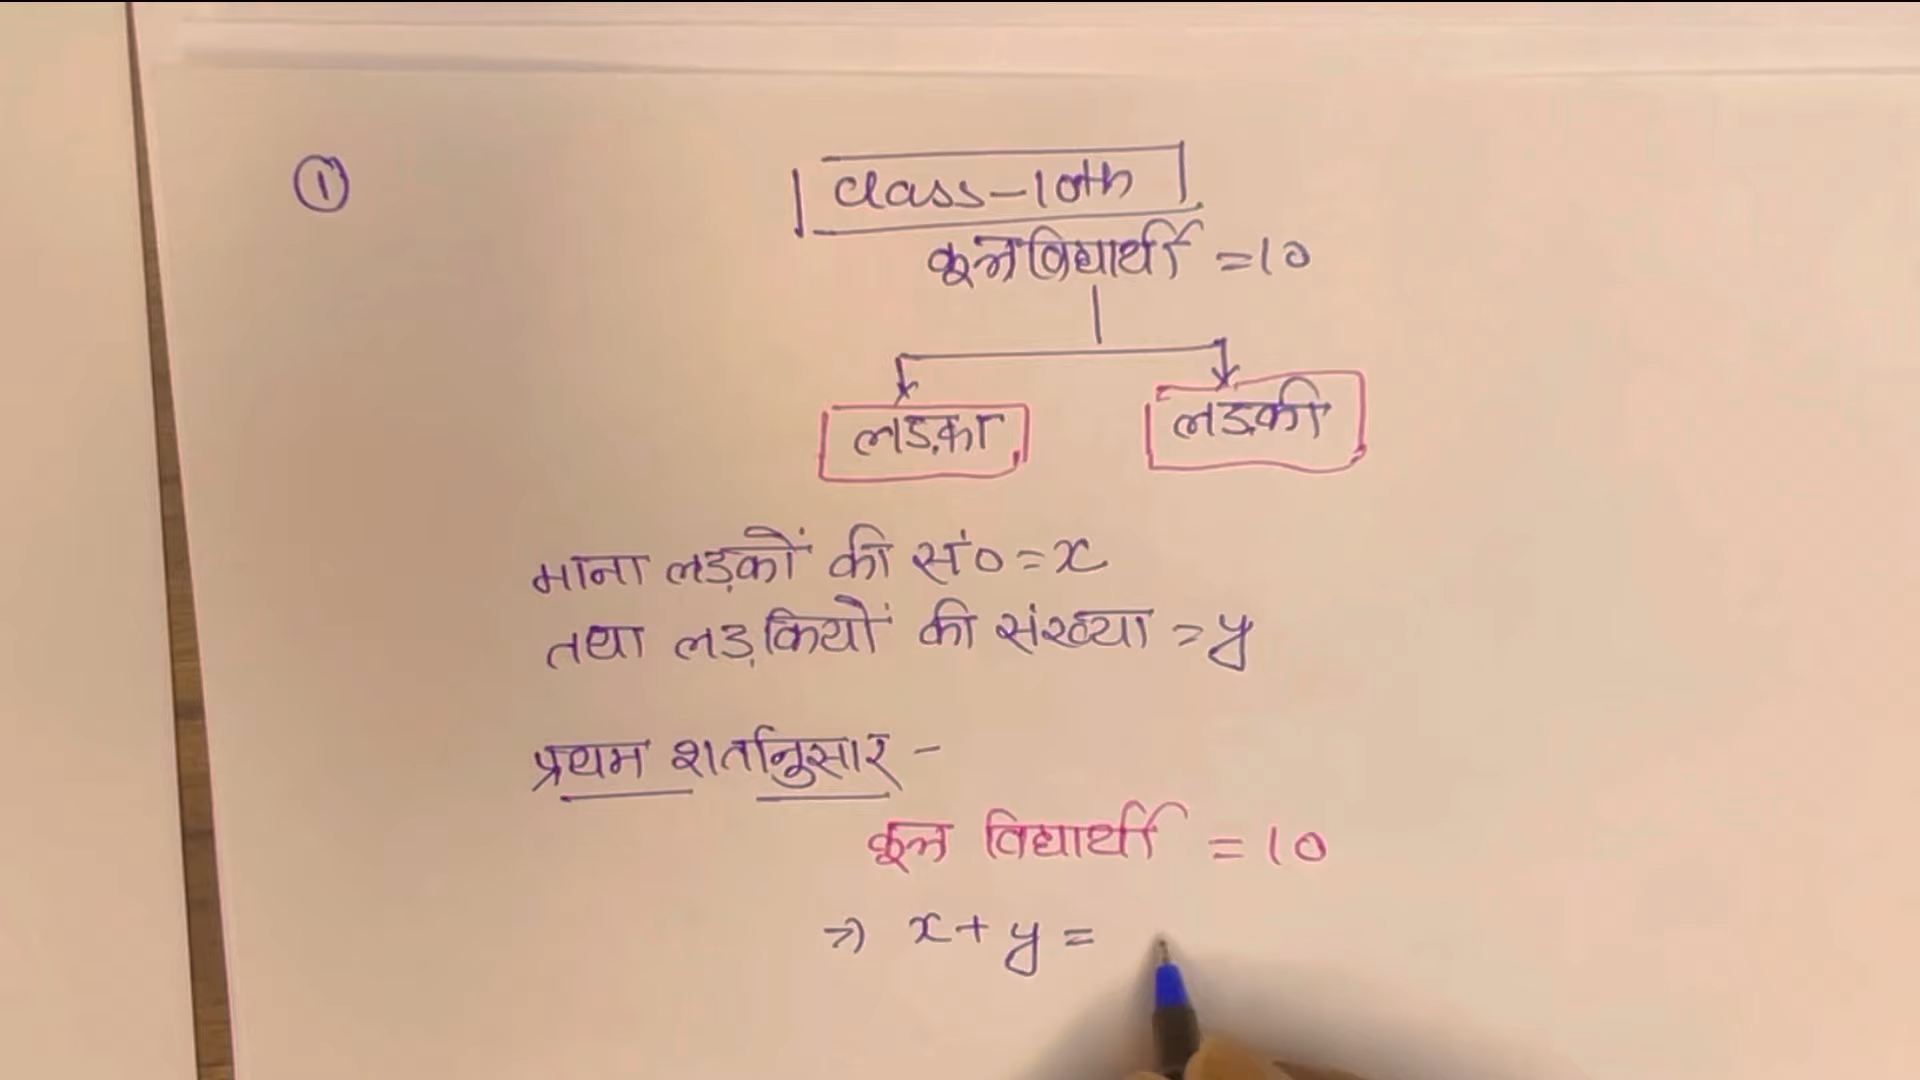 ①
Class-10th
कुल विद्यार्थी = 10
लड़का लड़की
माना लड़कों की सं० = x
तथा लड़कियों की संख्या = y
प्रथम शर्तानुसार -
कुल विद्यार्थी = 10
⇒ x + y =